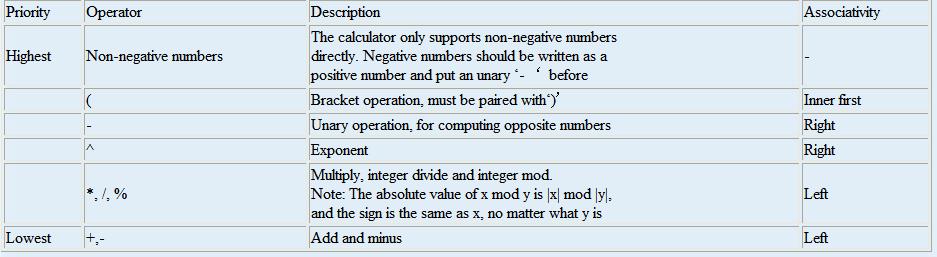 Priority Operator Description Associativity
Highest Non-negative numbers The calculator only supports non-negative numbers
directly. Negative numbers should be written as a
positive number and put an unary ‘- ‘ before -
( Bracket operation, must be paired with‘)’ Inner first
- Unary operation, for computing opposite numbers Right
^ Exponent Right
*, /, % Multiply, integer divide and integer mod.
Note: The absolute value of x mod y is |x| mod |y|,
and the sign is the same as x, no matter what y is Left
Lowest +,- Add and minus Left